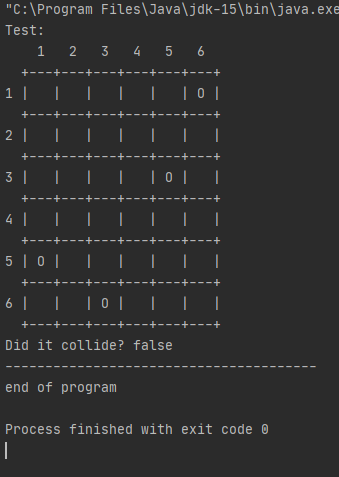 "C:\Program Files\Java\jdk-15\bin\java.exe
Test:
    1   2   3   4   5   6
  +---+---+---+---+---+---+
1 |   |   |   |   |   | O |
  +---+---+---+---+---+---+
2 |   |   |   |   |   |   |
  +---+---+---+---+---+---+
3 |   |   |   |   | O |   |
  +---+---+---+---+---+---+
4 |   |   |   |   |   |   |
  +---+---+---+---+---+---+
5 | O |   |   |   |   |   |
  +---+---+---+---+---+---+
6 |   |   | O |   |   |   |
  +---+---+---+---+---+---+
Did it collide? false
---------------------------------------
end of program

Process finished with exit code 0